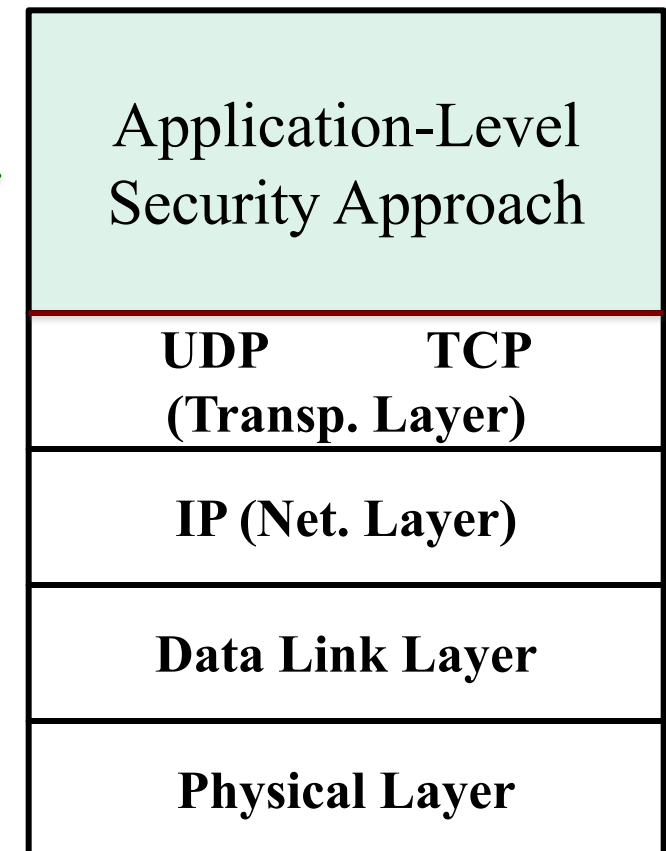 Application-Level
Security Approach
UDP TCP
(Transp. Layer)
IP (Net. Layer)
Data Link Layer
Physical Layer